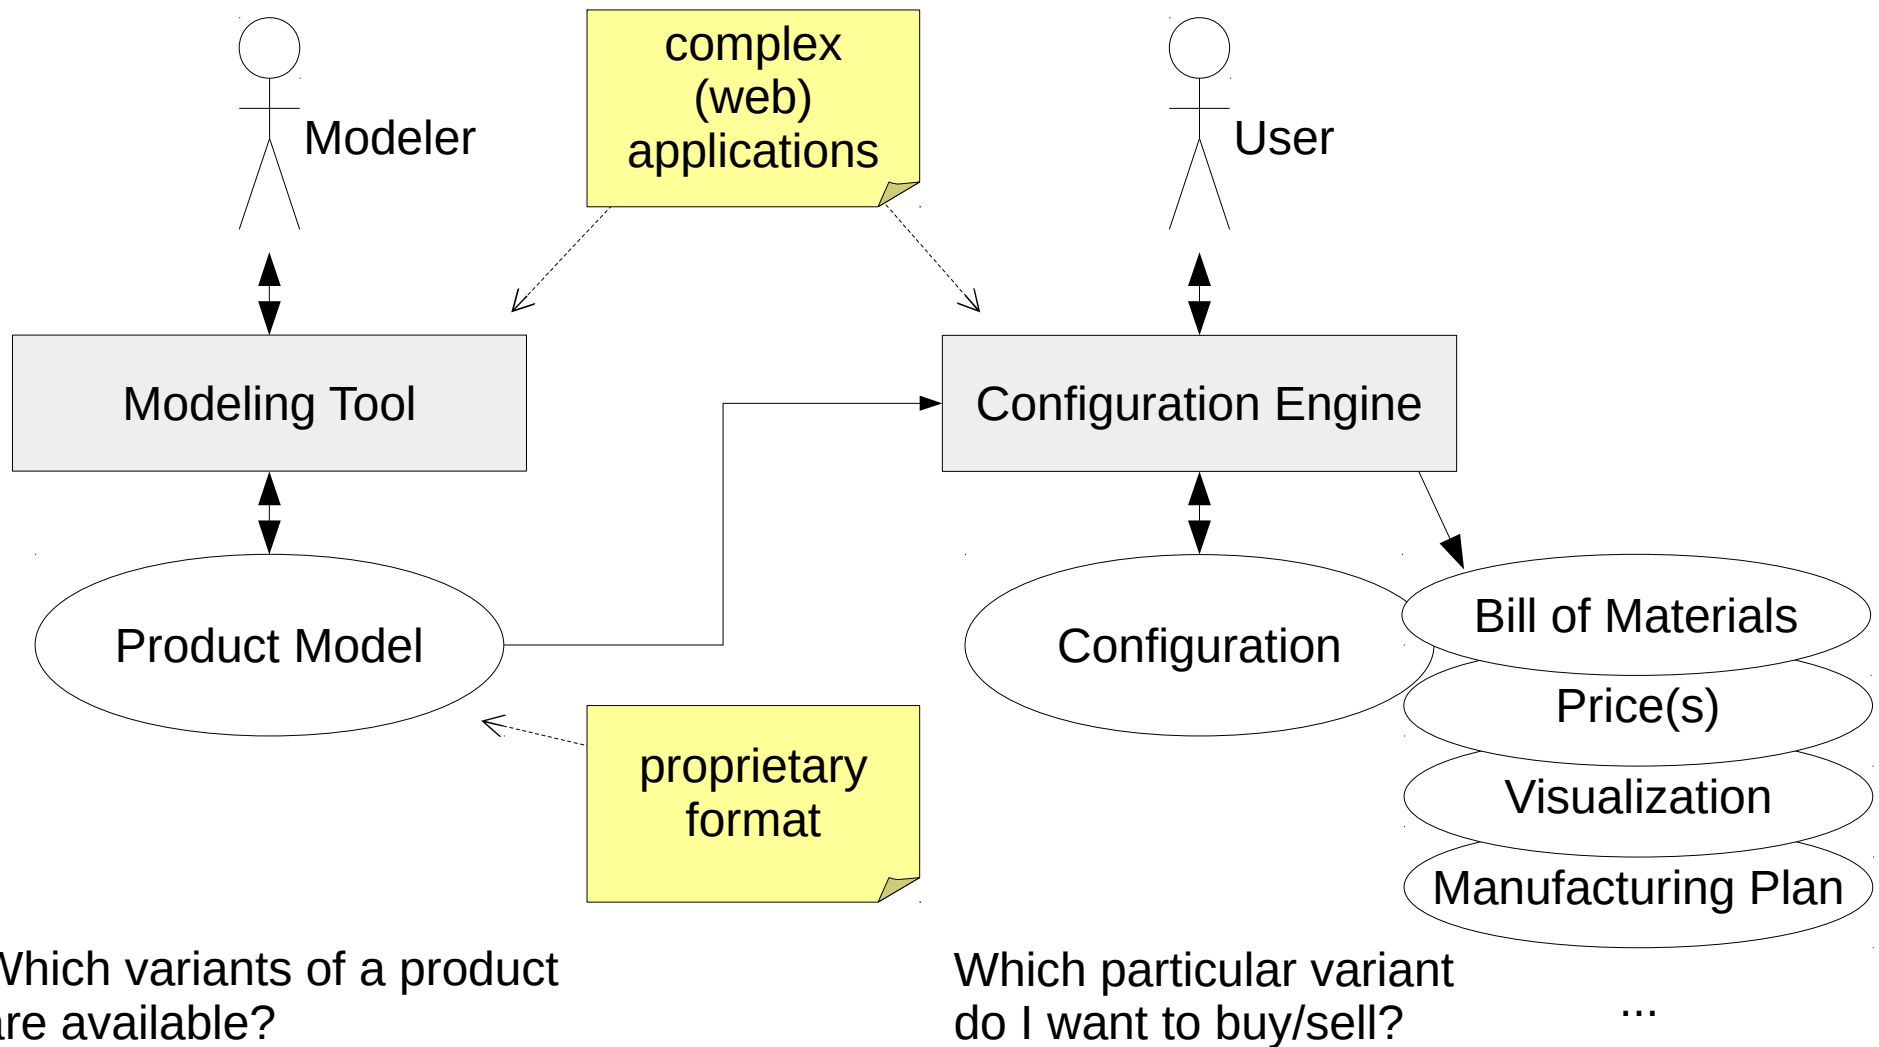 complex
(web)
applications
Modeler
User
Modeling Tool
Configuration Engine
Product Model
Configuration
Bill of Materials
Price(s)
Visualization
Manufacturing Plan
proprietary
format
Which variants of a product
are available?
Which particular variant
do I want to buy/sell?
...